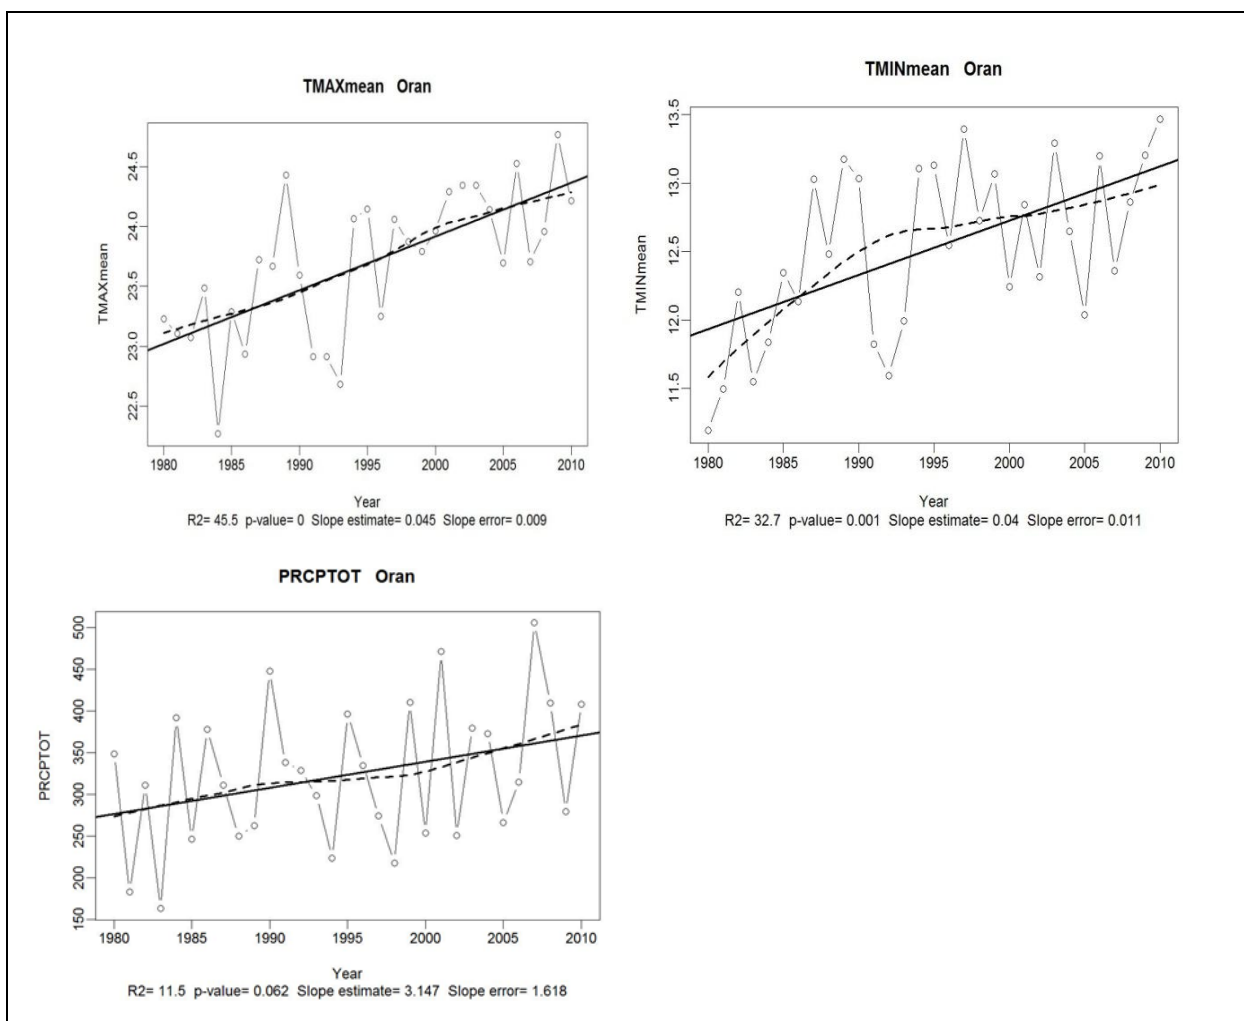 TMAXmean Oran
TMAXmean
24.5
24.0
23.5
23.0
22.5
1980 1985 1990 1995 2000 2005 2010
Year
R2= 45.5 p-value= 0 Slope estimate= 0.045 Slope error= 0.009
TMINmean Oran
TMINmean
13.5
13.0
12.5
12.0
11.5
1980 1985 1990 1995 2000 2005 2010
Year
R2= 32.7 p-value= 0.001 Slope estimate= 0.04 Slope error= 0.011
PRCPTOT Oran
PRCPTOT
500
450
400
350
300
250
200
150
1980 1985 1990 1995 2000 2005 2010
Year
R2= 11.5 p-value= 0.062 Slope estimate= 3.147 Slope error= 1.618